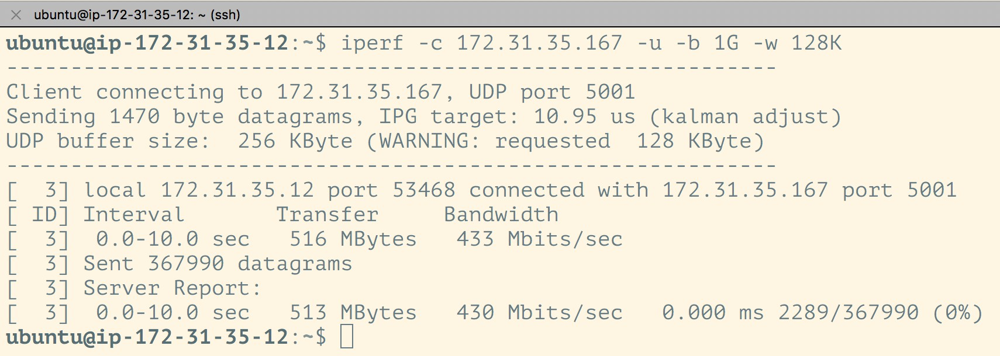 ubuntu@ip-172-31-35-12: ~ (ssh)
ubuntu@ip-172-31-35-12:~$ iperf -c 172.31.35.167 -u -b 1G -w 128K
------------------------------------------------------------
Client connecting to 172.31.35.167, UDP port 5001
Sending 1470 byte datagrams, IPG target: 10.95 us (kalman adjust)
UDP buffer size:  256 KByte (WARNING: requested  128 KByte)
------------------------------------------------------------
[  3] local 172.31.35.12 port 53468 connected with 172.31.35.167 port 5001
[ ID] Interval       Transfer     Bandwidth
[  3]  0.0-10.0 sec   516 MBytes   433 Mbits/sec
[  3] Sent 367990 datagrams
[  3] Server Report:
[  3]  0.0-10.0 sec   513 MBytes   430 Mbits/sec   0.000 ms 2289/367990 (0%)
ubuntu@ip-172-31-35-12:~$